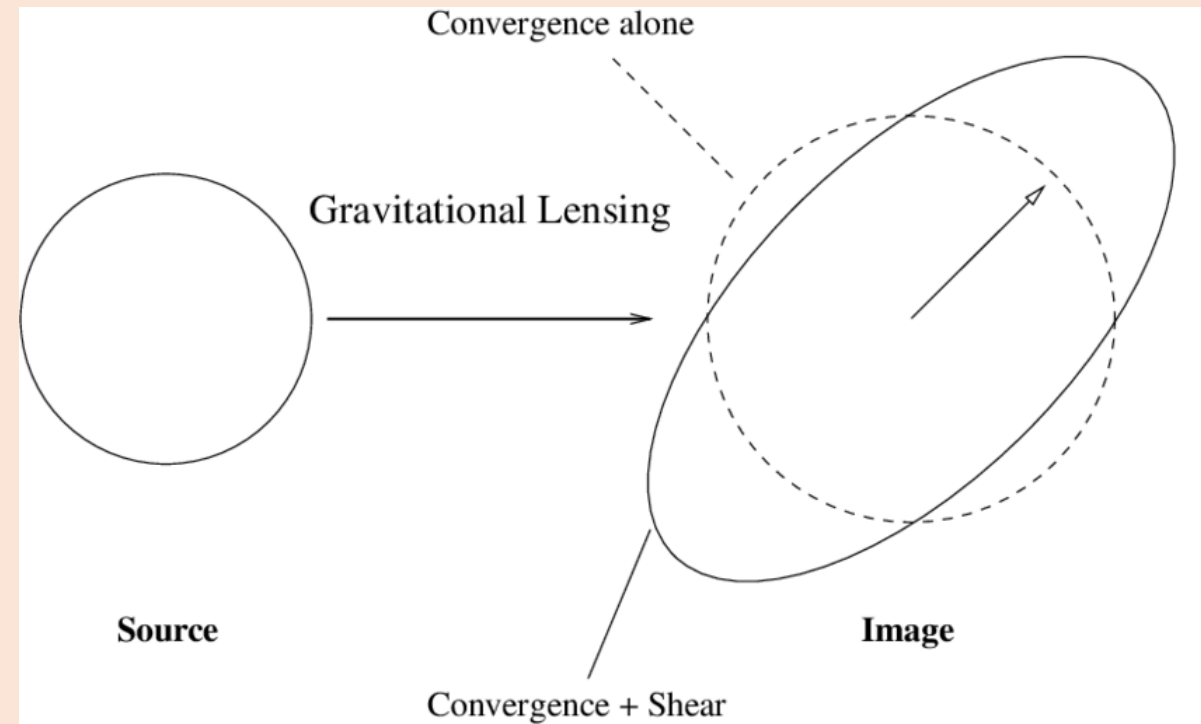 Convergence alone
Gravitational Lensing
Source
Image
Convergence + Shear